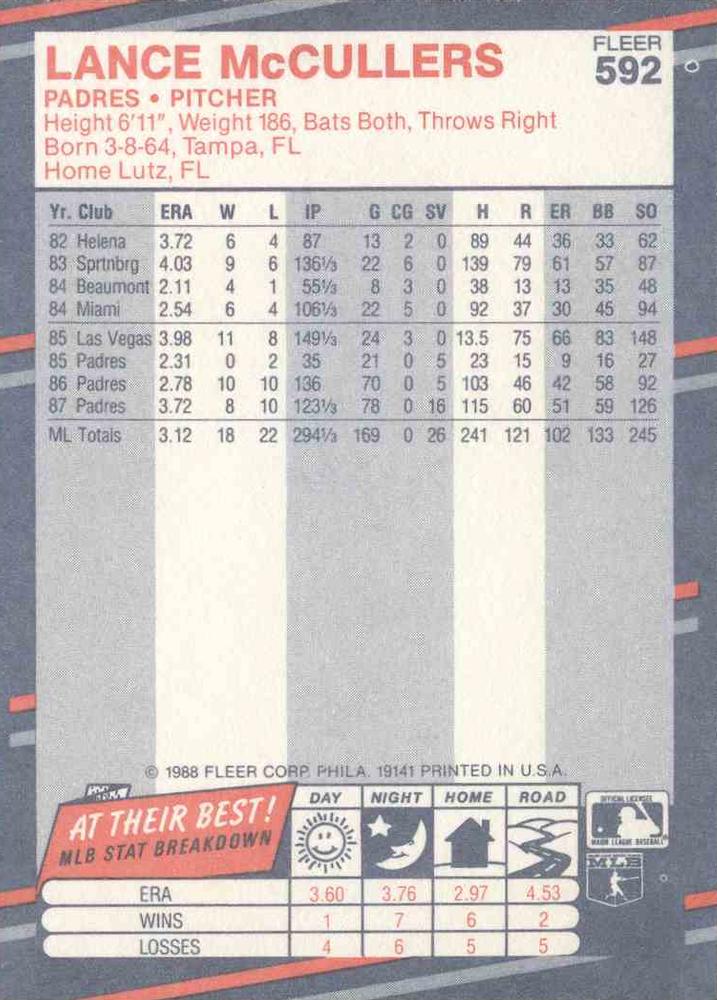 LANCE McCULLERS
FLEER
592
PADRES • PITCHER
Height 6'11", Weight 186, Bats Both, Throws Right
Born 3-8-64, Tampa, FL
Home Lutz, FL
Yr. Club ERA W L IP G CG SV H R ER BB SO
82 Helena 3.72 6 4 87 13 2 0 89 44 36 33 62
83 Sprtnbrg 4.03 9 6 136⅓ 22 6 0 139 79 61 57 87
84 Beaumont 2.11 4 1 55⅓ 8 3 0 38 13 13 35 48
84 Miami 2.54 6 4 106⅓ 22 5 0 92 37 30 45 94
85 Las Vegas 3.98 11 8 149⅓ 24 3 0 13.5 75 66 83 148
85 Padres 2.31 0 2 35 21 0 5 23 15 9 16 27
86 Padres 2.78 10 10 136 70 0 5 103 46 42 58 92
87 Padres 3.72 8 10 123⅓ 78 0 16 115 60 51 59 126
ML Totals 3.12 18 22 294⅓ 169 0 26 241 121 102 133 245
© 1988 FLEER CORP. PHILA. 19141 PRINTED IN U.S.A.
AT THEIR BEST!
MLB STAT BREAKDOWN
DAY NIGHT HOME ROAD
OFFICIAL LICENSEE
MAJOR LEAGUE BASEBALL®
MLB
ERA 3.60 3.76 2.97 4.53
WINS 1 7 6 2
LOSSES 4 6 5 5